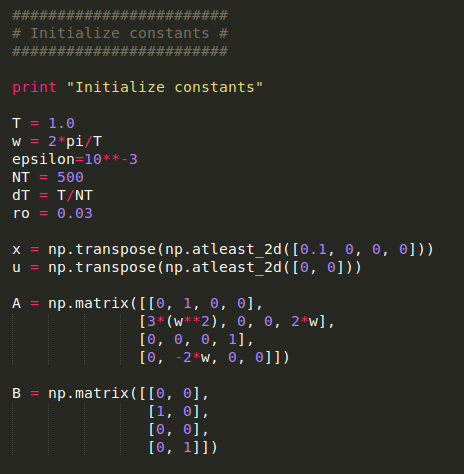 ########################
# Initialize constants #
########################
print "Initialize constants"
T = 1.0
w = 2*pi/T
epsilon=10**-3
NT = 500
dT = T/NT
ro = 0.03
x = np.transpose(np.atleast_2d([0.1, 0, 0, 0]))
u = np.transpose(np.atleast_2d([0, 0]))
A = np.matrix([[0, 1, 0, 0],
[3*(w**2), 0, 0, 2*w],
[0, 0, 0, 1],
[0, -2*w, 0, 0]])
B = np.matrix([[0, 0],
[1, 0],
[0, 0],
[0, 1]])